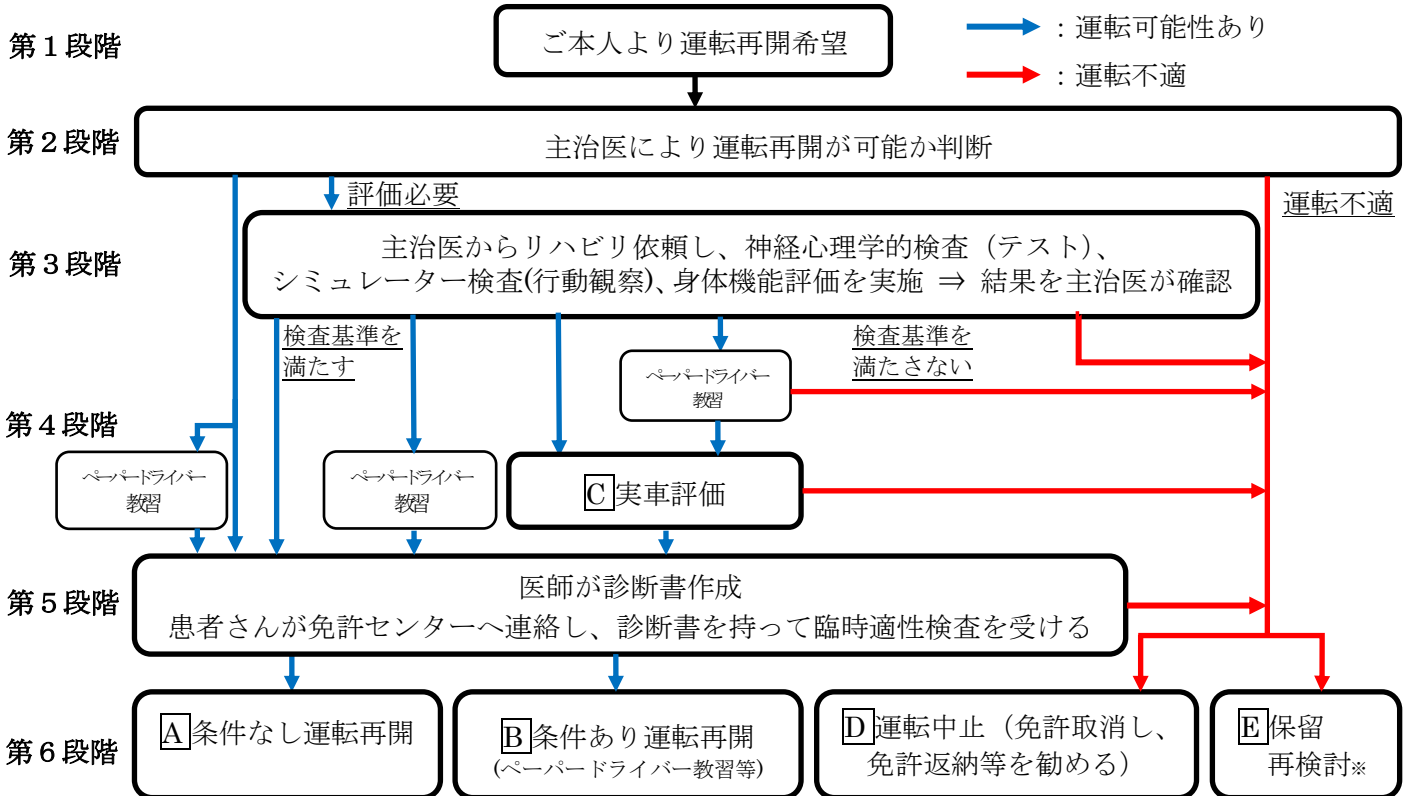 第１段階
ご本人より運転再開希望
：運転可能性あり
：運転不適
第２段階
主治医により運転再開が可能か判断
評価必要
運転不適
第３段階
主治医からリハビリ依頼し、神経心理学的検査（テスト）、
シミュレーター検査(行動観察)、身体機能評価を実施 ⇒ 結果を主治医が確認
検査基準を
満たす
検査基準を
満たさない
ペーパードライバー
教習
第４段階
ペーパードライバー
教習
ペーパードライバー
教習
C 実車評価
第５段階
医師が診断書作成
患者さんが免許センターへ連絡し、診断書を持って臨時適性検査を受ける
第６段階
A 条件なし運転再開
B 条件あり運転再開
(ペーパードライバー教習等)
D 運転中止（免許取消し、
免許返納等を勧める）
E 保留
再検討※